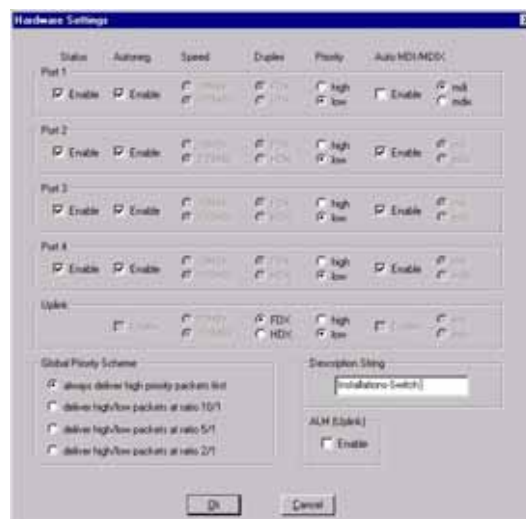 Hardware Settings
Status Autoneg. Speed Duplex Priority Auto MDI/MDIX
Port 1
Enable Enable high Enable mdi
low mdix
Port 2
Enable Enable high Enable
low
Port 3
Enable Enable high Enable
low
Port 4
Enable Enable high Enable
low
Uplink
FDX high
HDX low
Global Priority Scheme
always deliver high priority packets first
deliver high/low packets at ratio 10/1
deliver high/low packets at ratio 5/1
deliver high/low packets at ratio 2/1
Description String
Installations-Switch
ALM (Uplink)
Enable
Ok Cancel